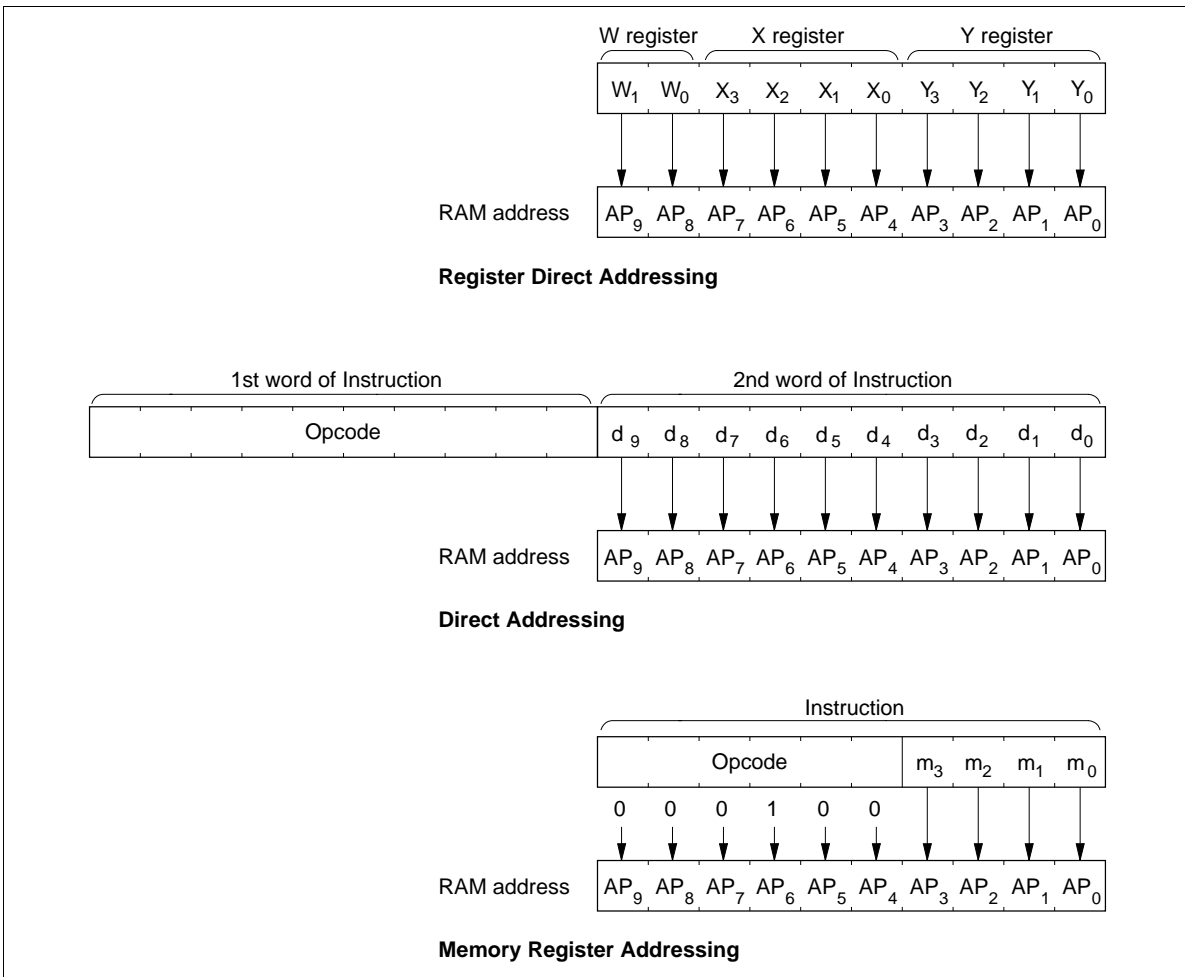 W register X register Y register
W1 W0 X3 X2 X1 X0 Y3 Y2 Y1 Y0
RAM address AP9 AP8 AP7 AP6 AP5 AP4 AP3 AP2 AP1 AP0
Register Direct Addressing
1st word of Instruction 2nd word of Instruction
Opcode d9 d8 d7 d6 d5 d4 d3 d2 d1 d0
RAM address AP9 AP8 AP7 AP6 AP5 AP4 AP3 AP2 AP1 AP0
Direct Addressing
Instruction
Opcode m3 m2 m1 m0
0 0 0 1 0 0
RAM address AP9 AP8 AP7 AP6 AP5 AP4 AP3 AP2 AP1 AP0
Memory Register Addressing